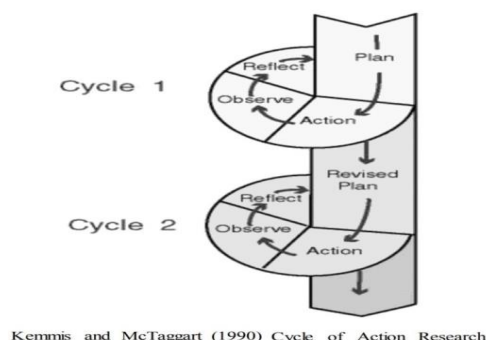 Plan
Reflect
Cycle 1
Observe
Action
Revised
Plan
Reflect
Cycle 2
Observe
Action
Kemmis and McTaggart (1990) Cycle of Action Research